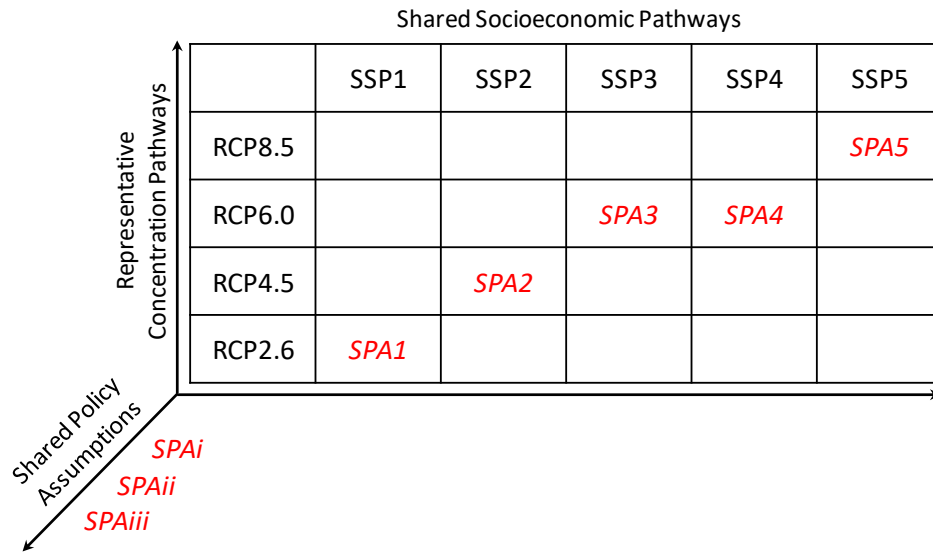 Shared Socioeconomic Pathways
Representative
Concentration Pathways
SSP1 SSP2 SSP3 SSP4 SSP5
RCP8.5 SPA5
RCP6.0 SPA3 SPA4
RCP4.5 SPA2
RCP2.6 SPA1
Shared Policy
Assumptions
SPAi
SPAii
SPAiii